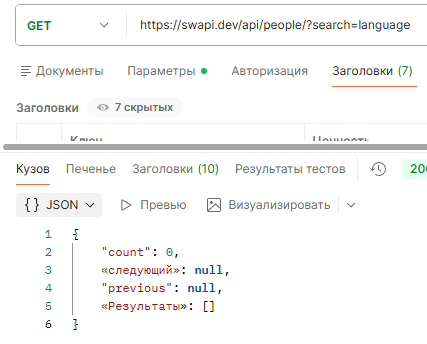 GET https://swapi.dev/api/people/?search=language
Документы Параметры Авторизация Заголовки (7)
Заголовки 7 скрытых
Ключ Ценность
Кузов Печенье Заголовки (10) Результаты тестов 200
{} JSON Превью Визуализировать
1 {
2 "count": 0,
3 «следующий»: null,
4 "previous": null,
5 «Результаты»: []
6 }